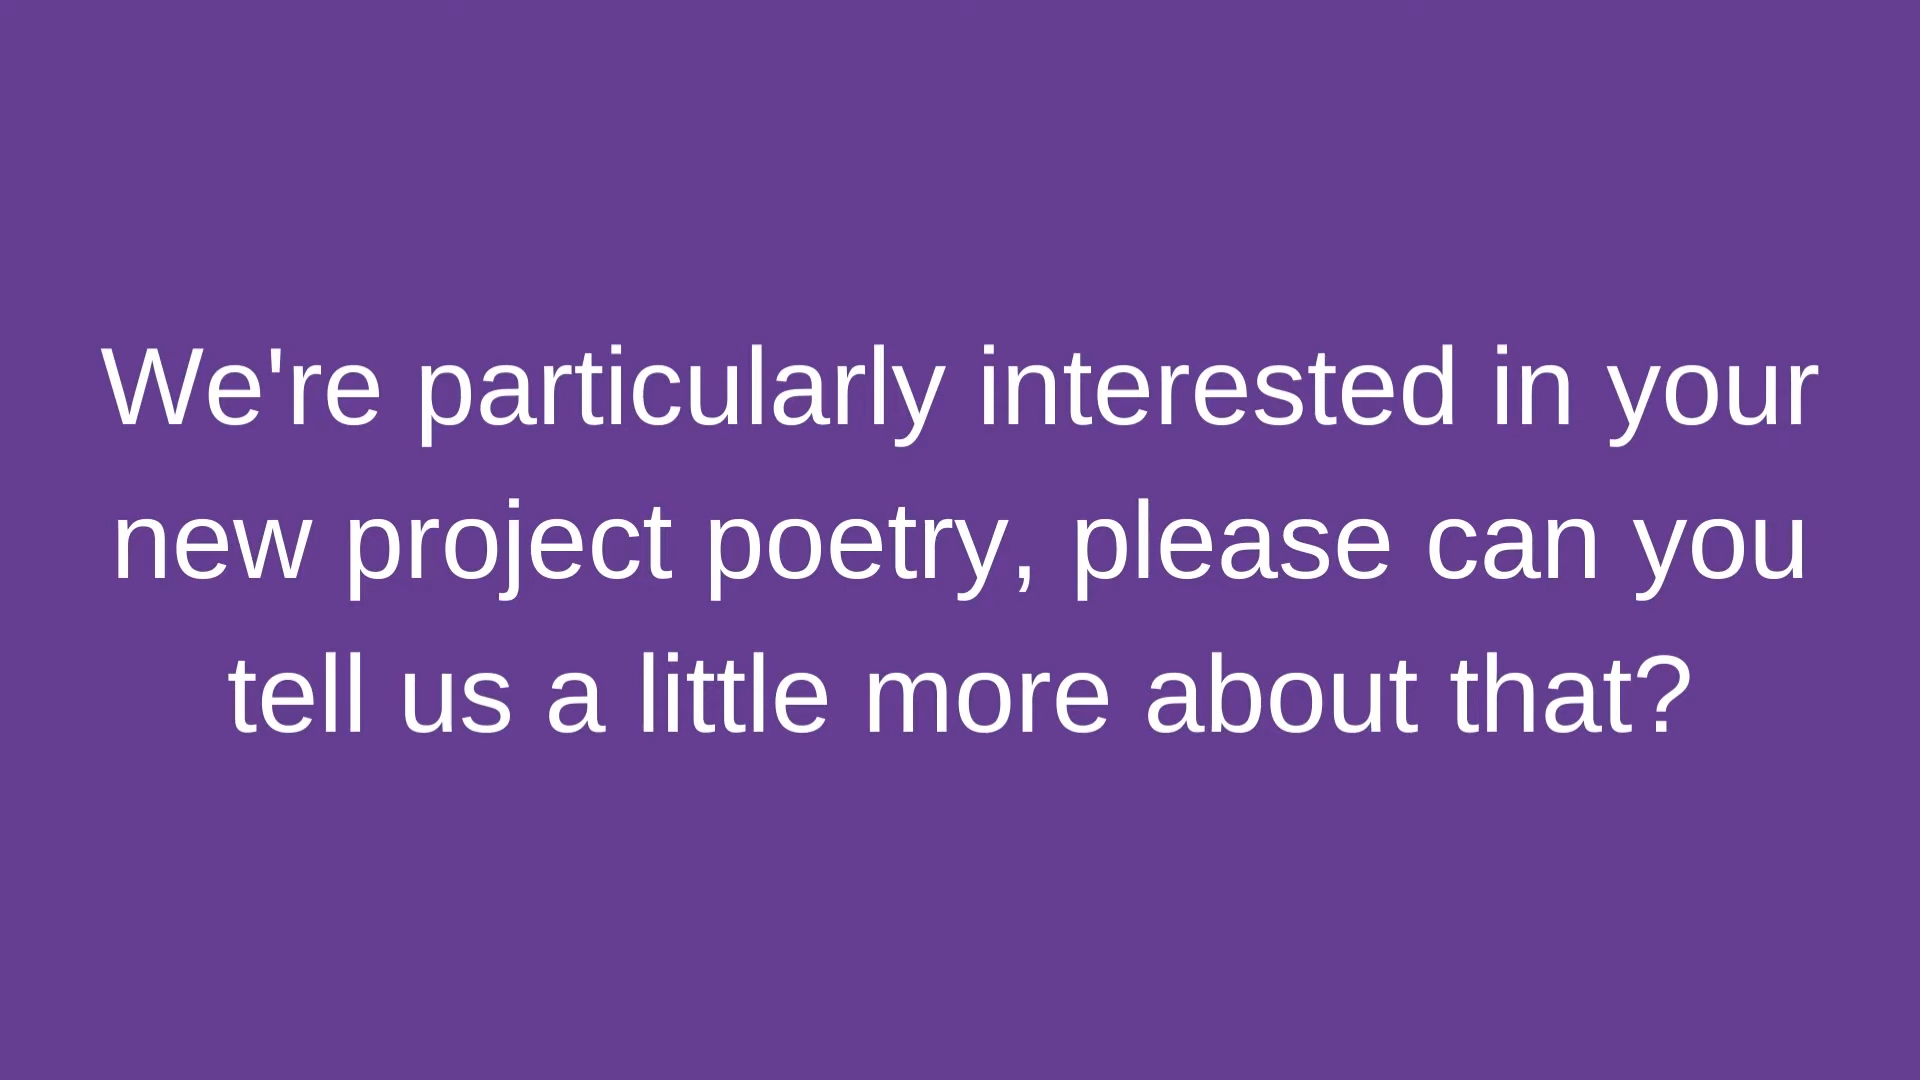 We're particularly interested in your
new project poetry, please can you
tell us a little more about that?